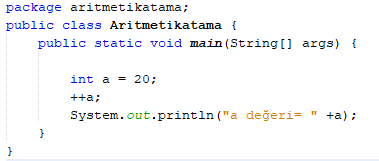 package aritmetikatama;
public class Aritmetikatama {
public static void main(String[] args) {
int a = 20;
++a;
System.out.println("a değeri= " +a);
}
}